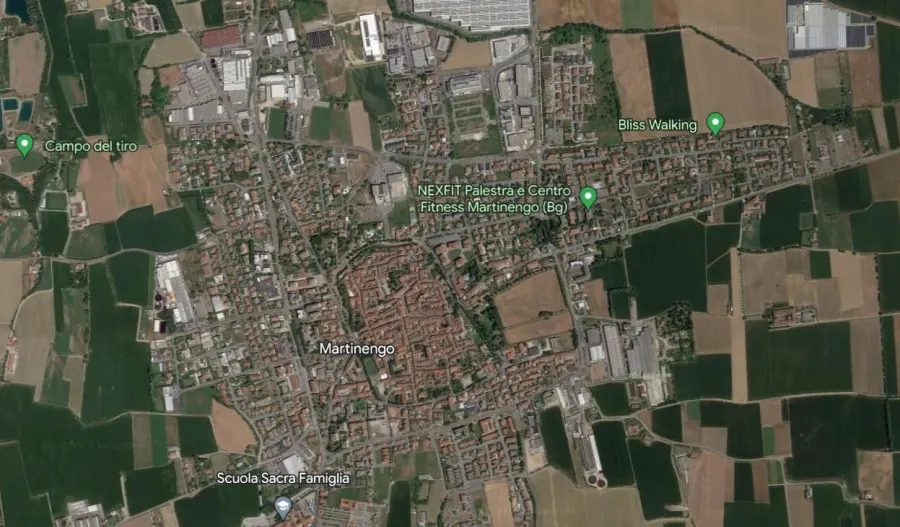 Bliss Walking
Campo del tiro
NEXFIT Palestra e Centro
Fitness Martinengo (Bg)
Martinengo
Scuola Sacra Famiglia